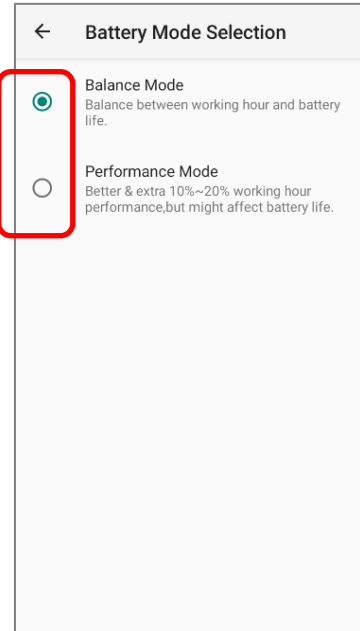 Battery Mode Selection
Balance Mode
Balance between working hour and battery
life.
Performance Mode
Better & extra 10%~20% working hour
performance,but might affect battery life.